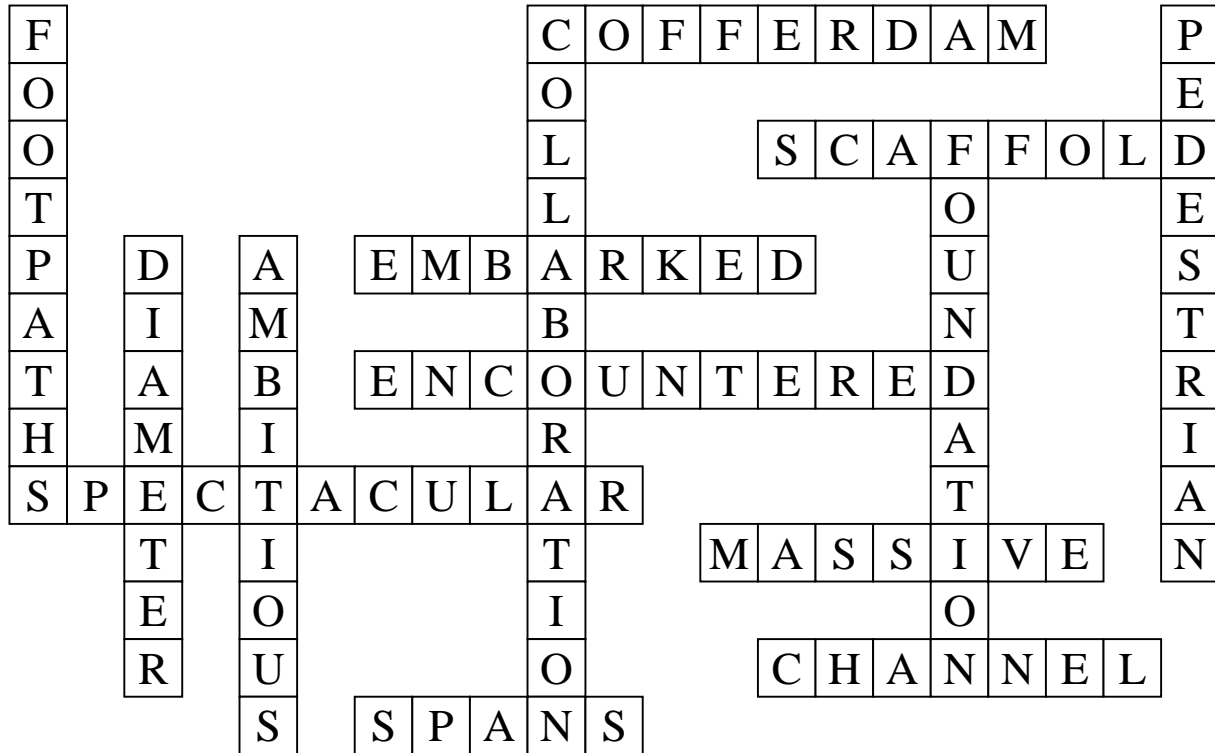 FOOTPATHS
COFFERDAM
COLLABORATION
PEDESTRIAN
SCAFFOLD
FOUNDATION
DIAMETER
AMBITIOUS
EMBARKED
ENCOUNTERED
SPECTACULAR
MASSIVE
CHANNEL
SPANS